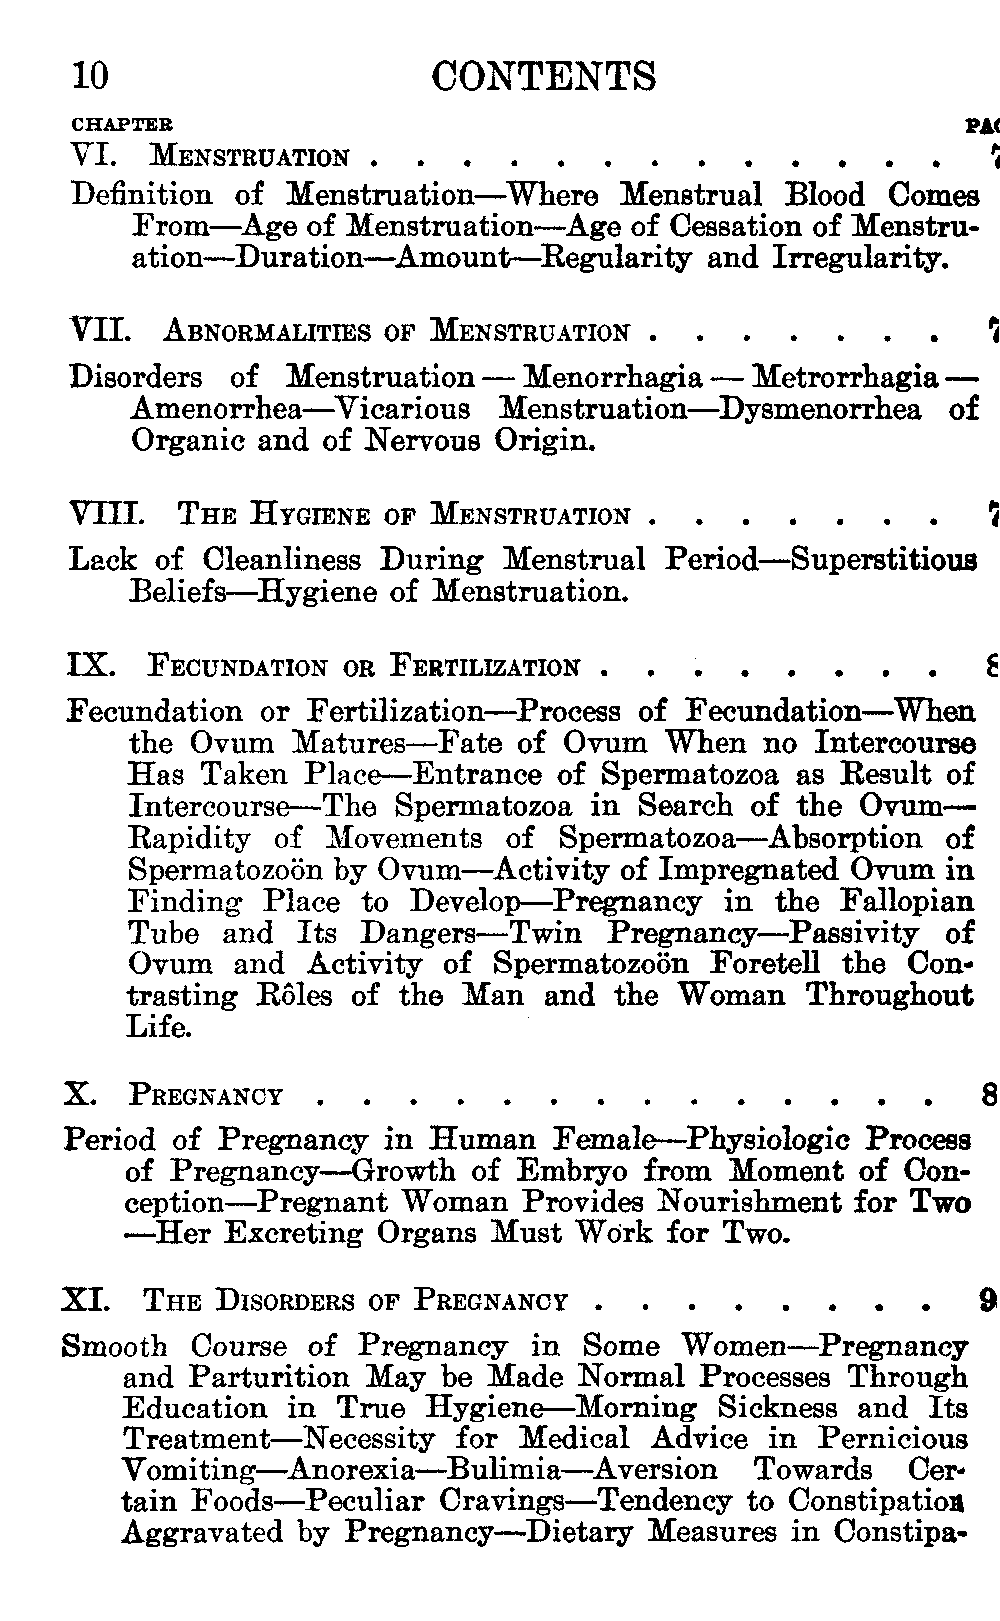 10 CONTENTS
CHAPTER
VI. MENSTRUATION . . . . . . . . . . . . .
Definition of Menstruation—Where Menstrual Blood Comes
From—Age of Menstruation—Age of Cessation of Menstru-
ation—Duration—Amount—Regularity and Irregularity.
VII. ABNORMALITIES OF MENSTRUATION . . . . . . .
Disorders of Menstruation — Menorrhagia — Metrorrhagia —
Amenorrhea—Vicarious Menstruation—Dysmenorrhea of
Organic and of Nervous Origin.
VIII. THE HYGIENE OF MENSTRUATION . . . . . . .
Lack of Cleanliness During Menstrual Period—Superstitious
Beliefs—Hygiene of Menstruation.
IX. FECUNDATION OR FERTILIZATION . . . . . . . .
Fecundation or Fertilization—Process of Fecundation—When
the Ovum Matures—Fate of Ovum When no Intercourse
Has Taken Place—Entrance of Spermatozoa as Result of
Intercourse—The Spermatozoa in Search of the Ovum—
Rapidity of Movements of Spermatozoa—Absorption of
Spermatozoön by Ovum—Activity of Impregnated Ovum in
Finding Place to Develop—Pregnancy in the Fallopian
Tube and Its Dangers—Twin Pregnancy—Passivity of
Ovum and Activity of Spermatozoön Foretell the Con-
trasting Rôles of the Man and the Woman Throughout
Life.
X. PREGNANCY . . . . . . . . . . . . . . 8
Period of Pregnancy in Human Female—Physiologic Process
of Pregnancy—Growth of Embryo from Moment of Con-
ception—Pregnant Woman Provides Nourishment for Two
—Her Excreting Organs Must Work for Two.
XI. THE DISORDERS OF PREGNANCY . . . . . . . . 9
Smooth Course of Pregnancy in Some Women—Pregnancy
and Parturition May be Made Normal Processes Through
Education in True Hygiene—Morning Sickness and Its
Treatment—Necessity for Medical Advice in Pernicious
Vomiting—Anorexia—Bulimia—Aversion Towards Cer-
tain Foods—Peculiar Cravings—Tendency to Constipation
Aggravated by Pregnancy—Dietary Measures in Constipa-